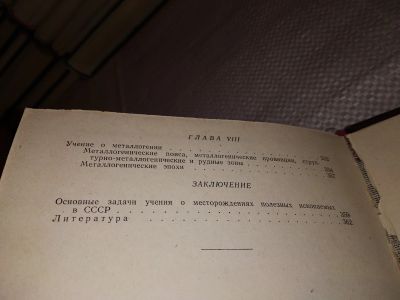 ГЛАВА VIII
Учение о металлогении
Металлогенические пояса, металлогенические провинции, струк
турно-металлогенические и рудные зоны
Металлогенические эпохи
ЗАКЛЮЧЕНИЕ
Основные задачи учения о месторождениях полезных ископаемых
в СССР
Литература 362